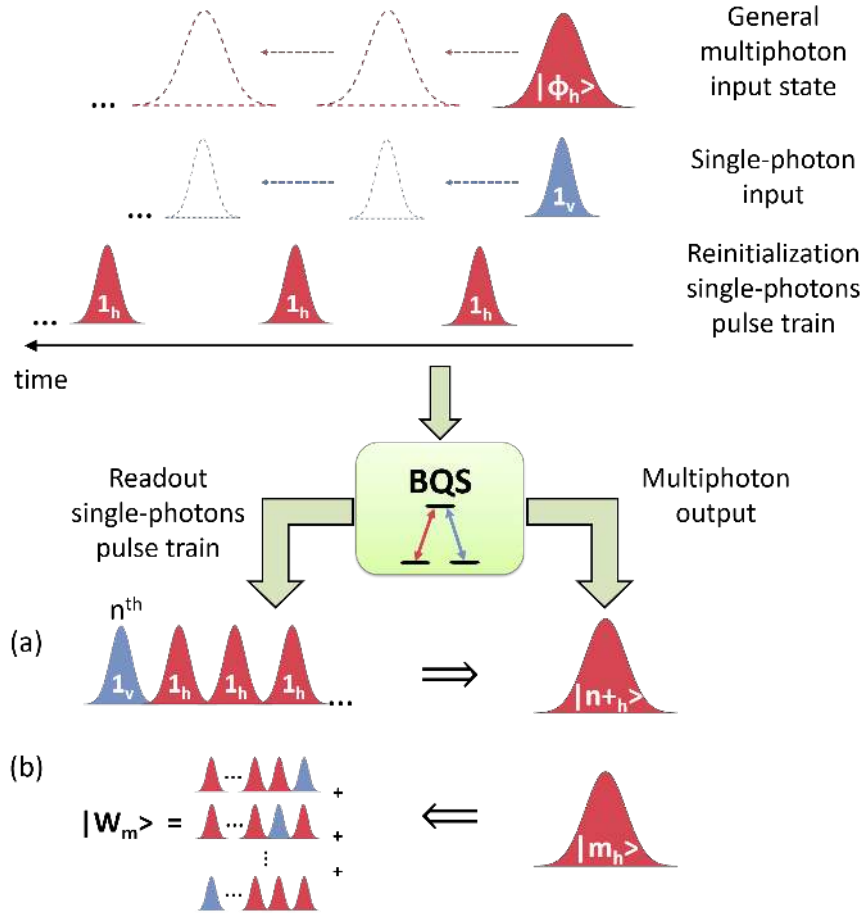 General
multiphoton
input state
|ϕₕ>
...
Single-photon
input
1ᵥ
...
Reinitialization
single-photons
pulse train
1ₕ 1ₕ 1ₕ
...
time
Readout
single-photons
pulse train
BQS
Multiphoton
output
nᵗʰ
(a)
1ᵥ 1ₕ 1ₕ 1ₕ ... ⇒ |n+ₕ>
(b)
... +
|Wₘ> = ... + ⇐ |mₕ>
⋮ +
...